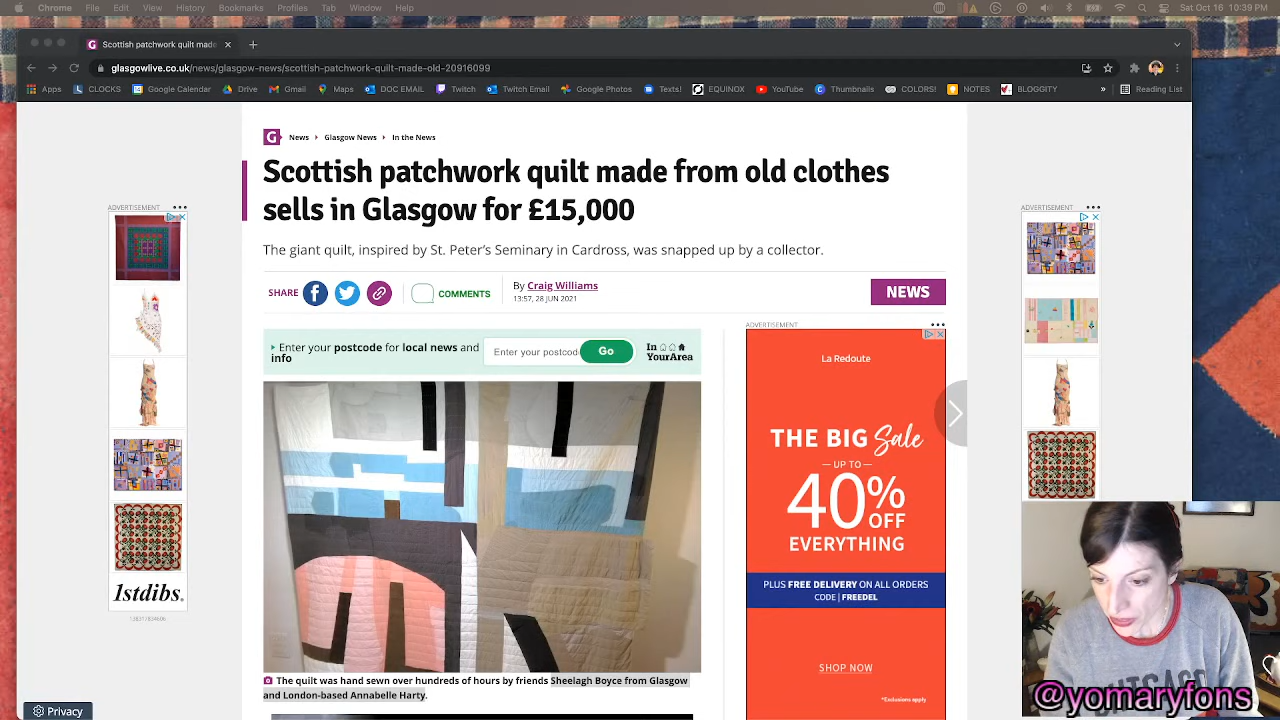 Chrome File Edit View History Bookmarks Profiles Tab Window Help
Sat Oct 16 10:39 PM
Scottish patchwork quilt made
glasgowlive.co.uk/news/glasgow-news/scottish-patchwork-quilt-made-old-20916099
Apps CLOCKS Google Calendar Drive Gmail Maps DOC EMAIL Twitch Twitch Email Google Photos Texts! EQUINOX YouTube Thumbnails COLORS! NOTES BLOGGITY » Reading List
G News Glasgow News In the News
Scottish patchwork quilt made from old clothes
sells in Glasgow for £15,000
The giant quilt, inspired by St. Peter's Seminary in Cardross, was snapped up by a collector.
SHARE COMMENTS
By Craig Williams
13:57, 28 JUN 2021
NEWS
Enter your postcode for local news and
info
Enter your postcod
Go
In
YourArea
ADVERTISEMENT
La Redoute
THE BIG Sale
— UP TO —
40% OFF
EVERYTHING
PLUS FREE DELIVERY ON ALL ORDERS
CODE | FREEDEL
SHOP NOW
*Exclusions apply
The quilt was hand sewn over hundreds of hours by friends Sheelagh Boyce from Glasgow
and London-based Annabelle Harty.
ADVERTISEMENT
1stdibs.
ADVERTISEMENT
Privacy
CHICAGO
@yomaryfons